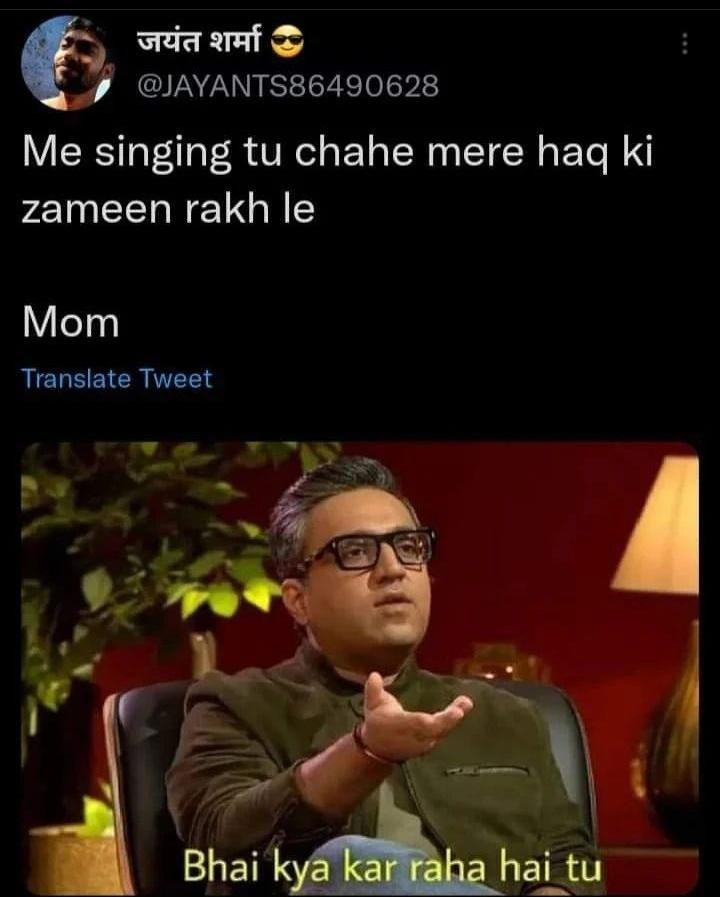 जयंत शर्मा 😎
@JAYANTS86490628
Me singing tu chahe mere haq ki
zameen rakh le
Mom
Translate Tweet
Bhai kya kar raha hai tu